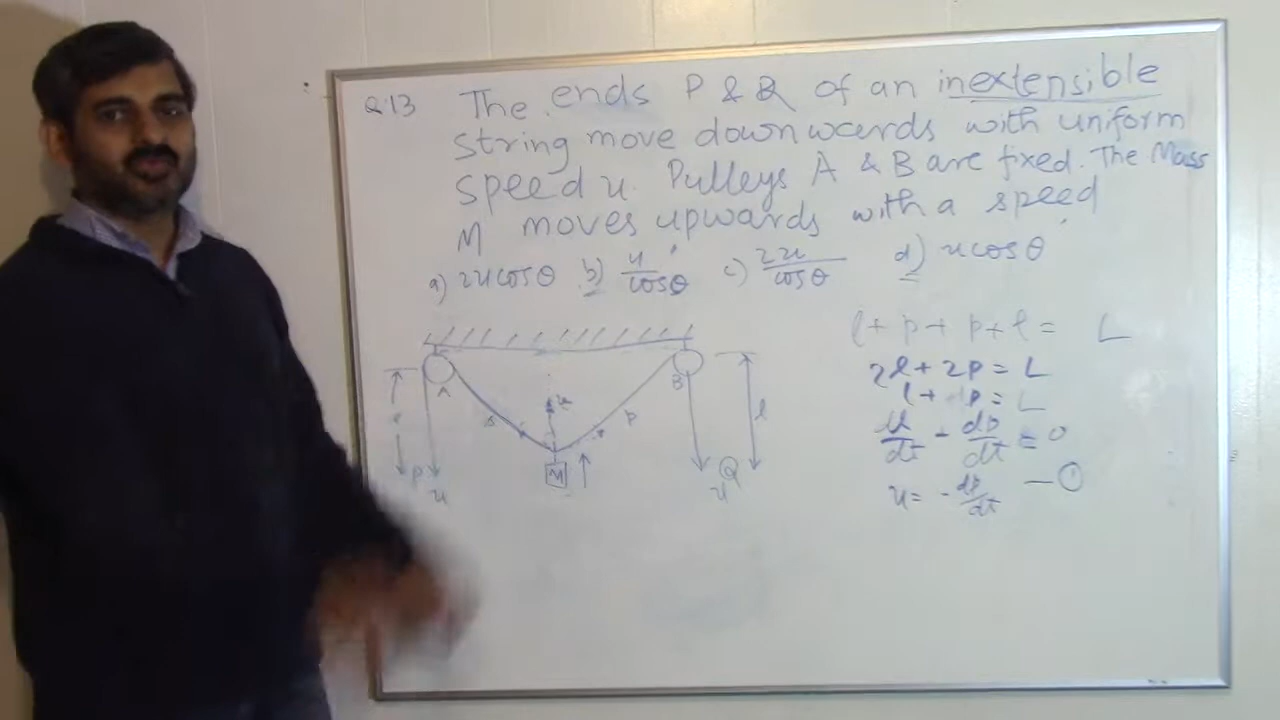 Q.13 The ends P & Q of an inextensible
string move downwards with uniform
speed u. Pulleys A & B are fixed. The Mass
M moves upwards with a speed
a) 2u cosθ b) u/cosθ c) 2u/cosθ d) u cosθ
l + p + p + l = L
2l + 2p = L
l + p = L
dl/dt - dp/dt = 0
u = - dp/dt — ①
A
B
p
l
M
P
u
Q
u